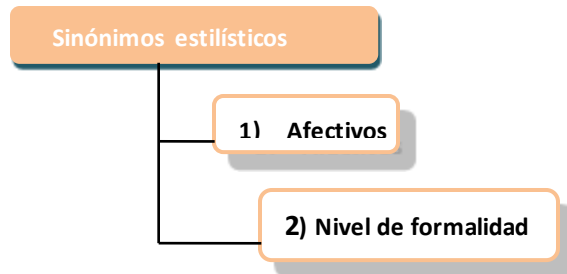 Sinónimos estilísticos
1) Afectivos
2) Nivel de formalidad